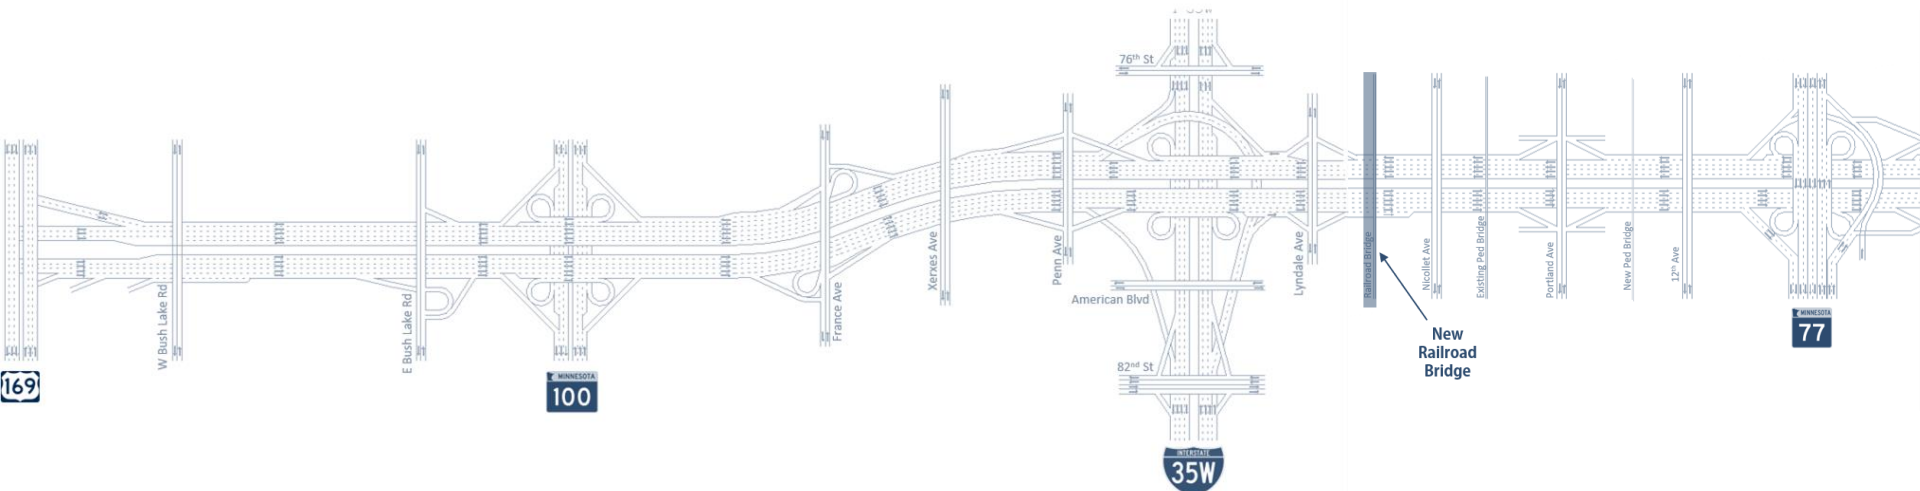 I-35W
76th St
W Bush Lake Rd
E Bush Lake Rd
France Ave
Xerxes Ave
Penn Ave
American Blvd
82nd St
Lyndale Ave
Railroad Bridge
Nicollet Ave
Existing Ped Bridge
Portland Ave
New Ped Bridge
12th Ave
New
Railroad
Bridge
169
MINNESOTA
100
INTERSTATE
35W
MINNESOTA
77